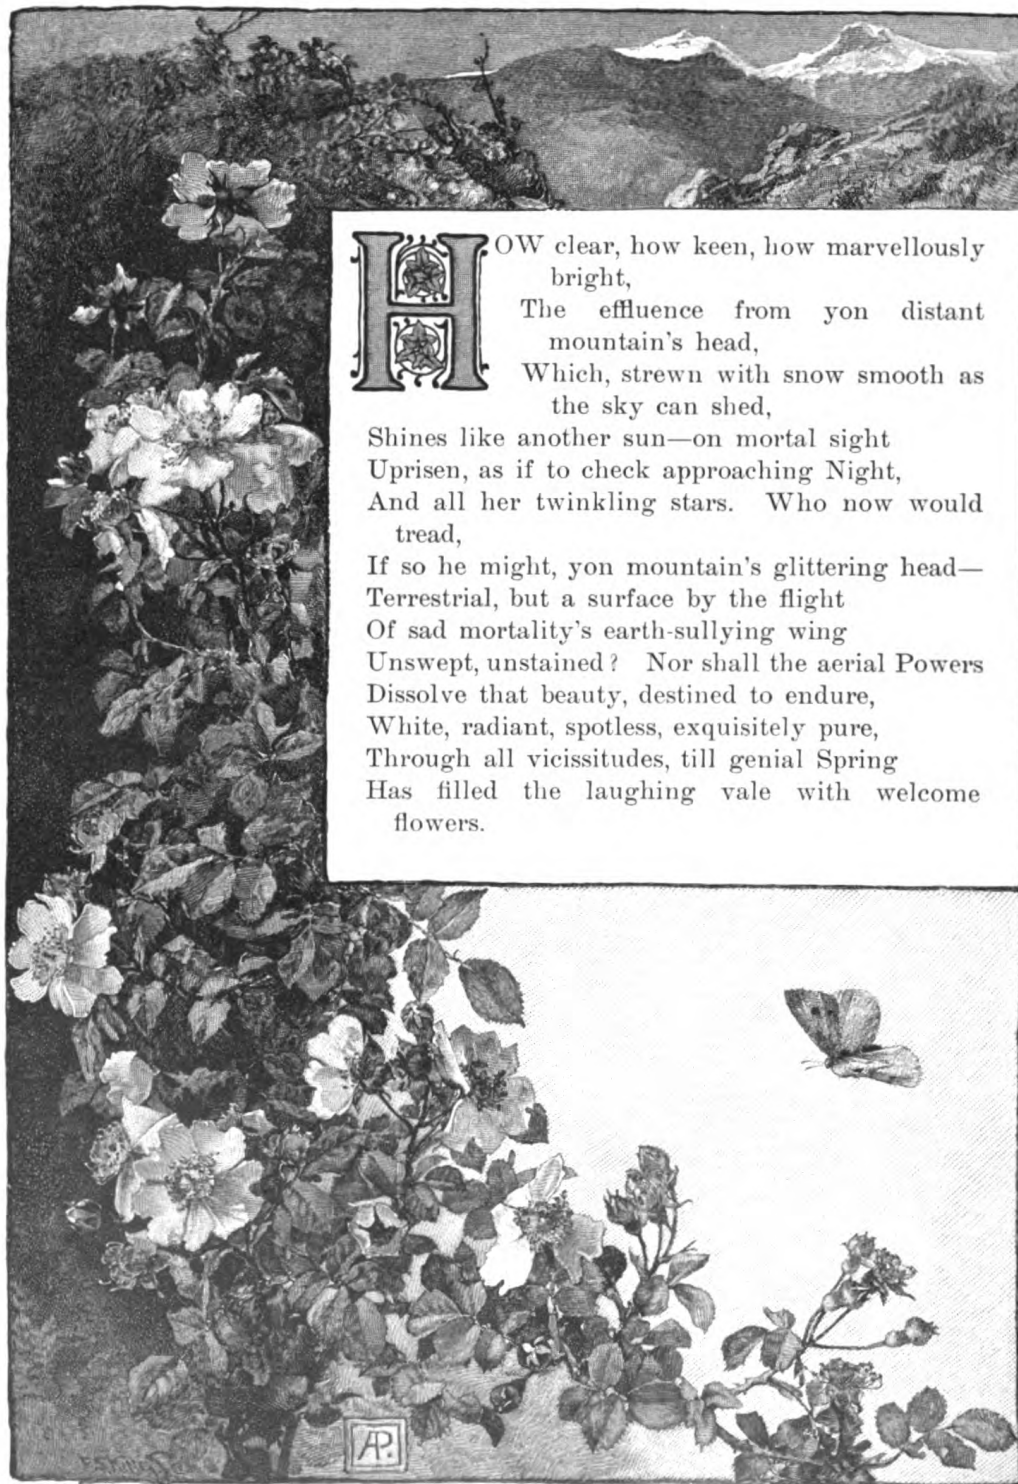 HOW clear, how keen, how marvellously
bright,
The effluence from yon distant
mountain's head,
Which, strewn with snow smooth as
the sky can shed,
Shines like another sun—on mortal sight
Uprisen, as if to check approaching Night,
And all her twinkling stars. Who now would
tread,
If so he might, yon mountain's glittering head—
Terrestrial, but a surface by the flight
Of sad mortality's earth-sullying wing
Unswept, unstained? Nor shall the aerial Powers
Dissolve that beauty, destined to endure,
White, radiant, spotless, exquisitely pure,
Through all vicissitudes, till genial Spring
Has filled the laughing vale with welcome
flowers.
AP.